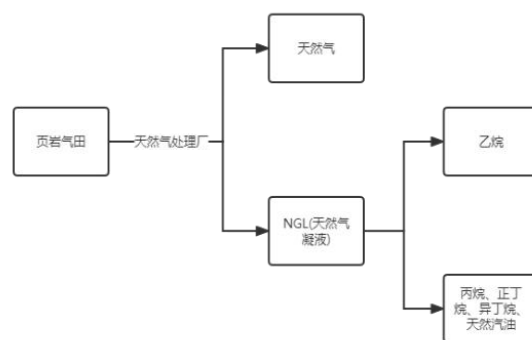 天然气
页岩气田
天然气处理厂
乙烷
NGL(天然气
凝液)
丙烷、正丁
烷、异丁烷、
天然汽油